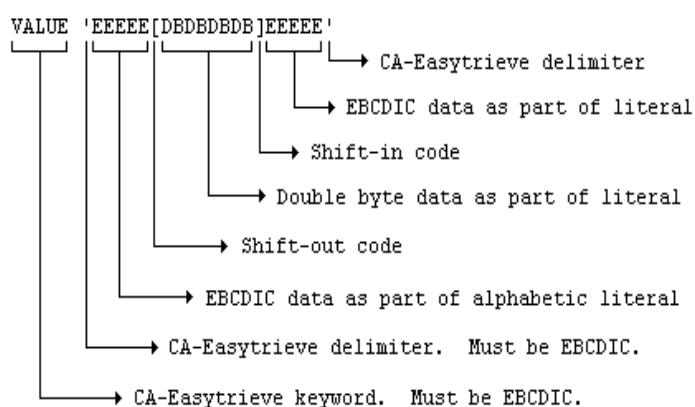 VALUE 'EEEEE[DBDBDBDB]EEEEE'
CA-Easytrieve delimiter
EBCDIC data as part of literal
Shift-in code
Double byte data as part of literal
Shift-out code
EBCDIC data as part of alphabetic literal
CA-Easytrieve delimiter. Must be EBCDIC.
CA-Easytrieve keyword. Must be EBCDIC.